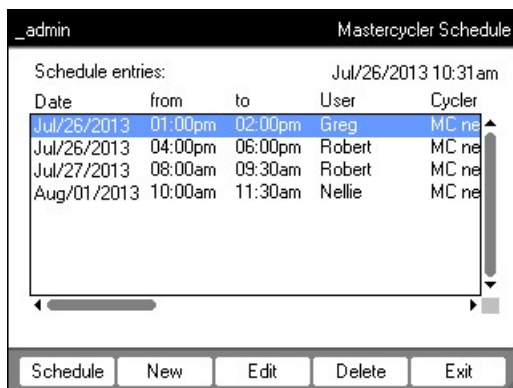 _admin Mastercycler Schedule
Schedule entries: Jul/26/2013 10:31am
Date from to User Cycler
Jul/26/2013 01:00pm 02:00pm Greg MC ne
Jul/26/2013 04:00pm 06:00pm Robert MC ne
Jul/27/2013 08:00am 09:30am Robert MC ne
Aug/01/2013 10:00am 11:30am Nellie MC ne
Schedule New Edit Delete Exit